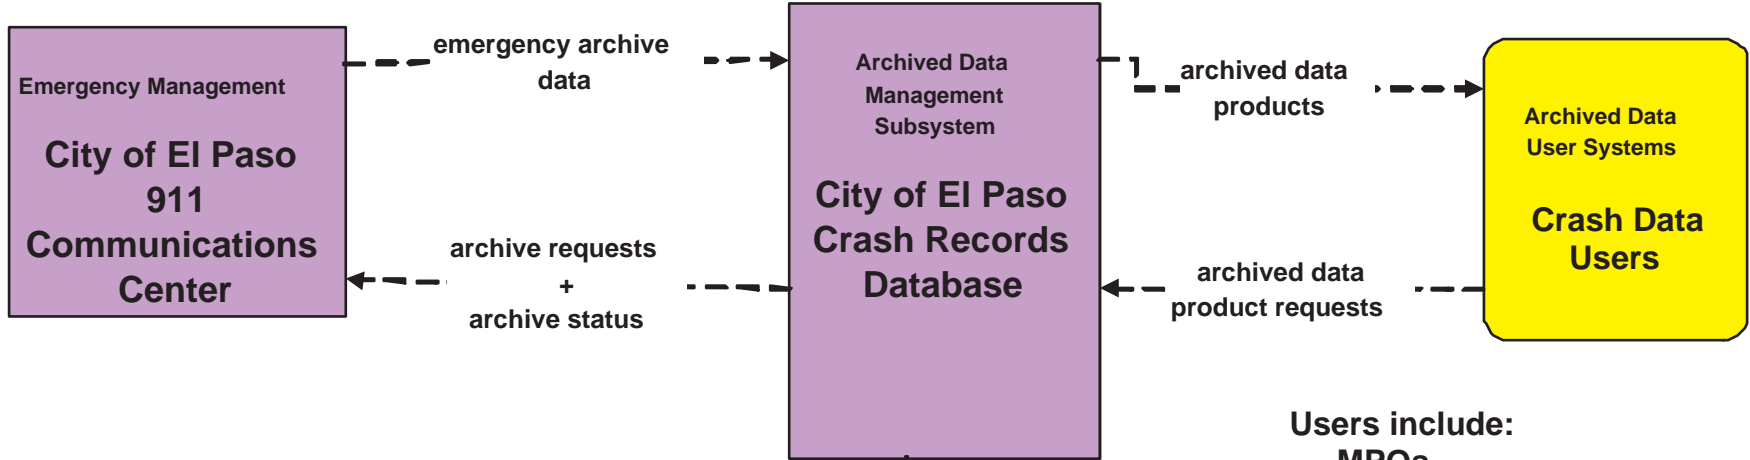 Emergency Management
City of El Paso
911
Communications
Center
emergency archive
data
archive requests
+
archive status
Archived Data
Management
Subsystem
City of El Paso
Crash Records
Database
archived data
products
archived data
product requests
Archived Data
User Systems
Crash Data
Users
Users include:
MPOs